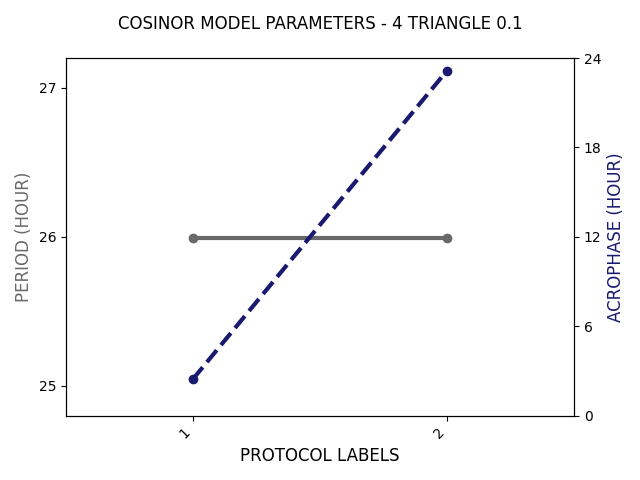 COSINOR MODEL PARAMETERS - 4 TRIANGLE 0.1
27
26
25
PERIOD (HOUR)
24
18
12
6
0
ACROPHASE (HOUR)
1
2
PROTOCOL LABELS